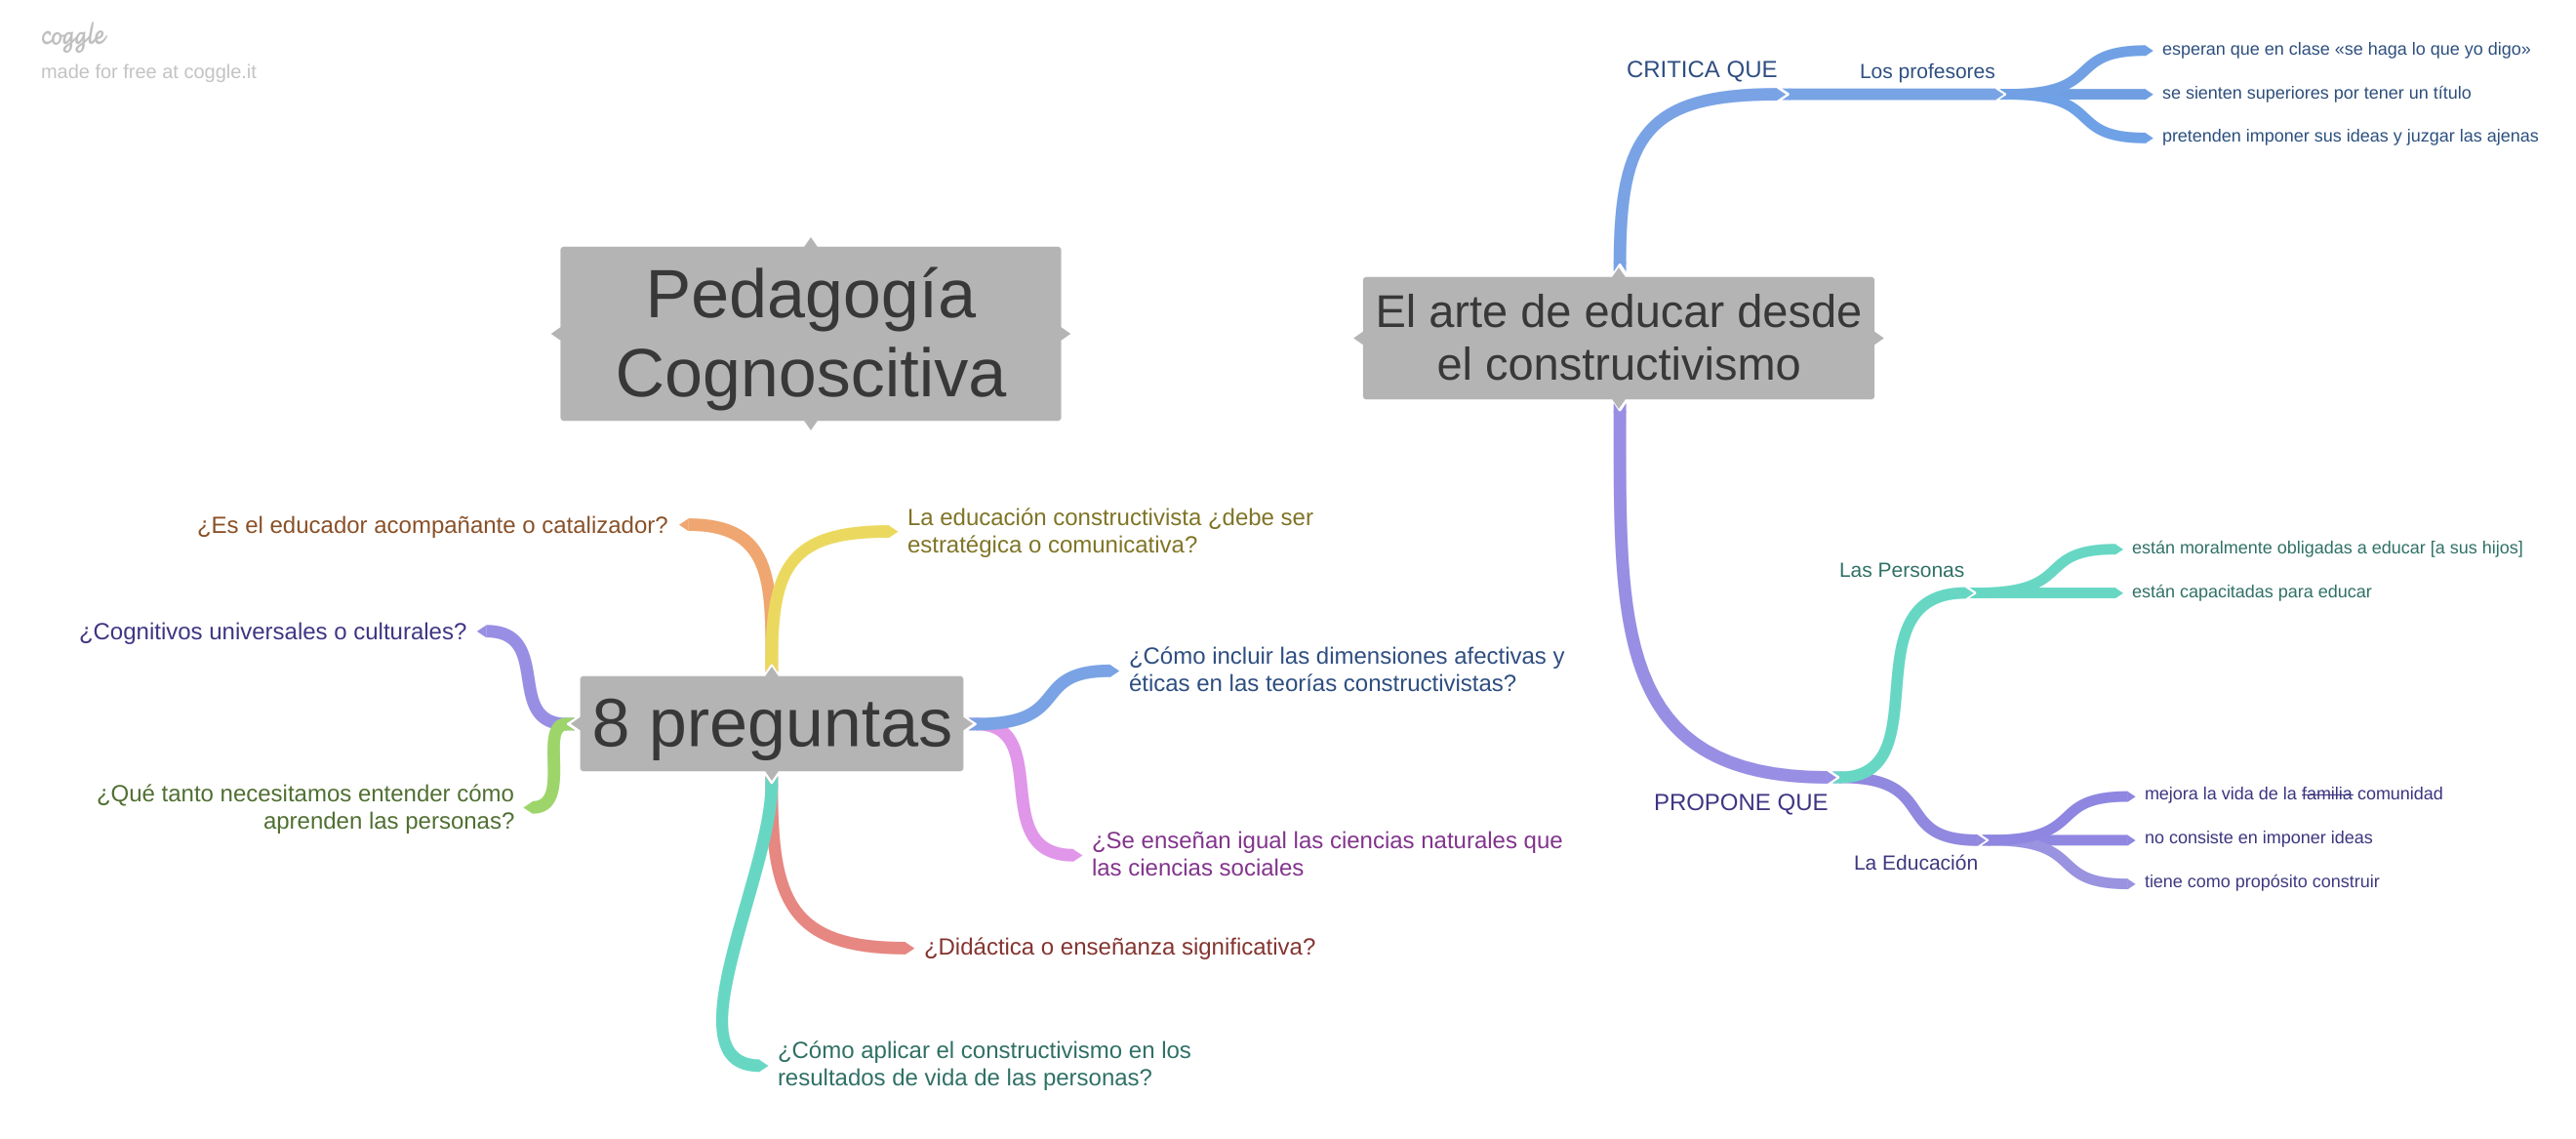 coggle
made for free at coggle.it
CRITICA QUE
Los profesores
esperan que en clase «se haga lo que yo digo»
se sienten superiores por tener un título
pretenden imponer sus ideas y juzgar las ajenas
Pedagogía
Cognoscitiva
El arte de educar desde
el constructivismo
¿Es el educador acompañante o catalizador?
La educación constructivista ¿debe ser
estratégica o comunicativa?
¿Cognitivos universales o culturales?
¿Cómo incluir las dimensiones afectivas y
éticas en las teorías constructivistas?
8 preguntas
¿Qué tanto necesitamos entender cómo
aprenden las personas?
¿Se enseñan igual las ciencias naturales que
las ciencias sociales
¿Didáctica o enseñanza significativa?
¿Cómo aplicar el constructivismo en los
resultados de vida de las personas?
PROPONE QUE
Las Personas
están moralmente obligadas a educar [a sus hijos]
están capacitadas para educar
La Educación
mejora la vida de la familia comunidad
no consiste en imponer ideas
tiene como propósito construir